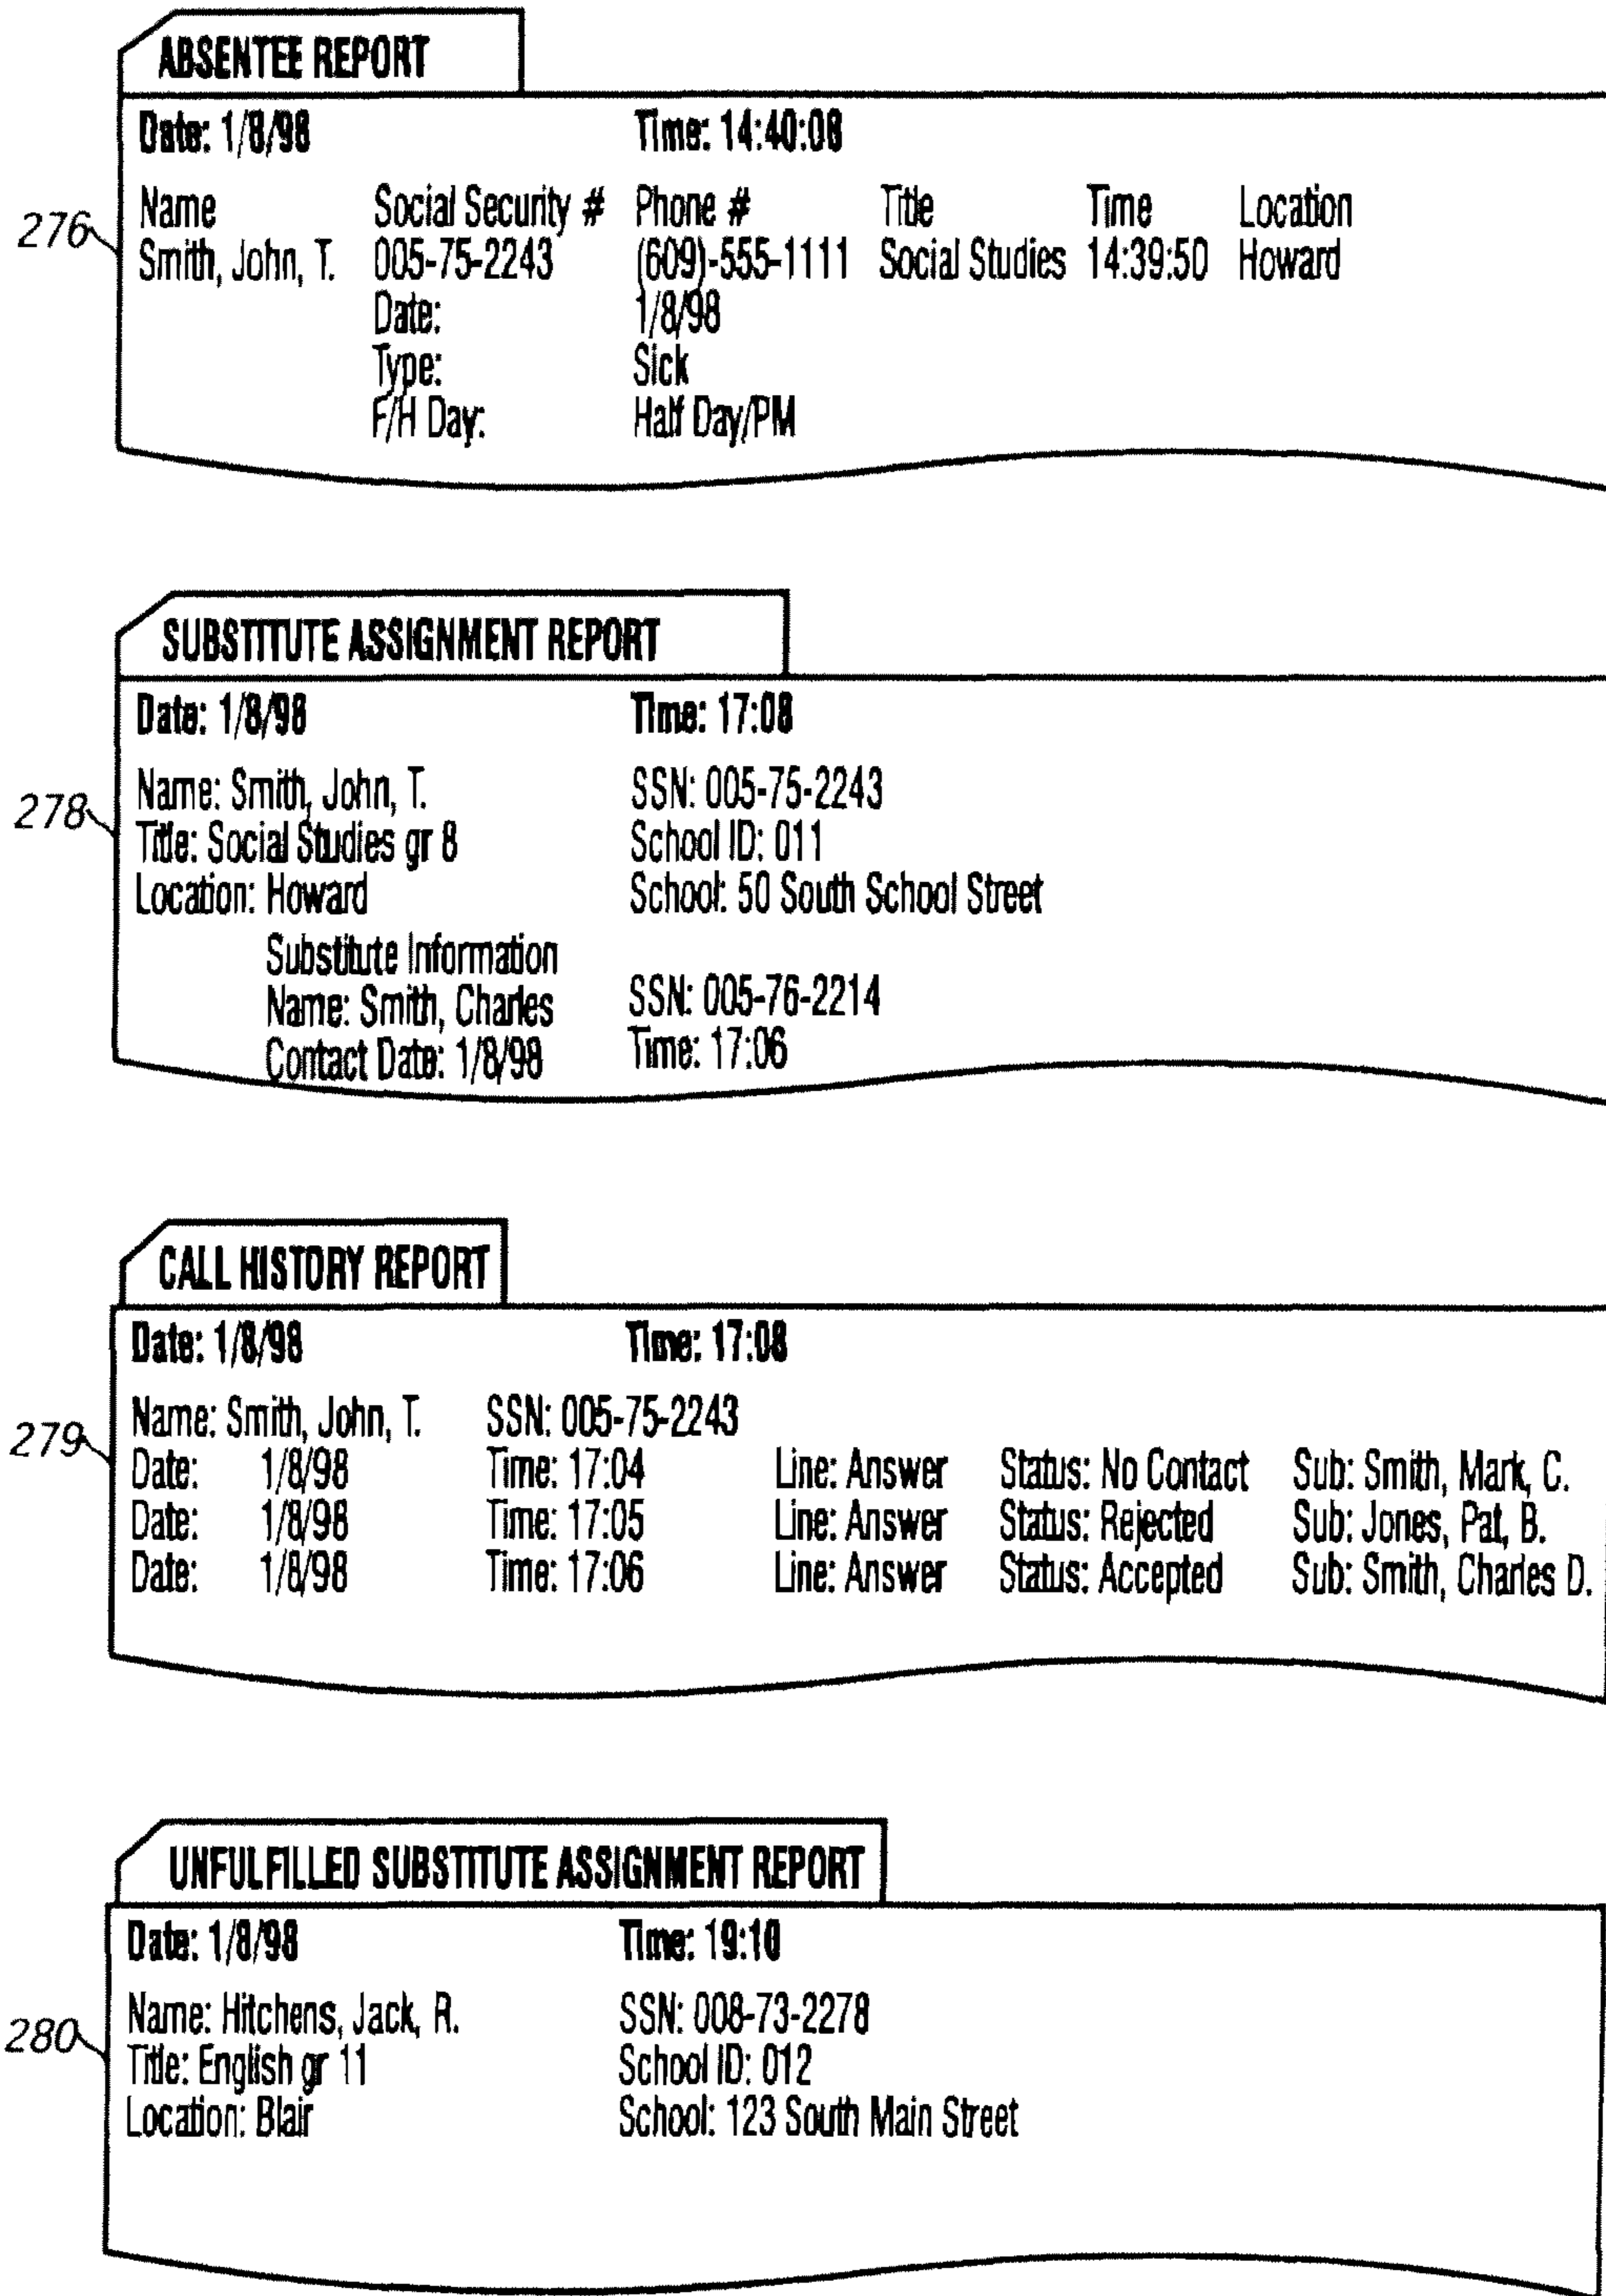 ABSENTEE REPORT
Date: 1/8/98 Time: 14:40:08
276
Name Social Security # Phone # Title Time Location
Smith, John, T. 005-75-2243 (609)-555-1111 Social Studies 14:39:50 Howard
Date: 1/8/98
Type: Sick
F/H Day: Half Day/PM
SUBSTITUTE ASSIGNMENT REPORT
Date: 1/8/98 Time: 17:08
278
Name: Smith, John, T. SSN: 005-75-2243
Title: Social Studies gr 8 School ID: 011
Location: Howard School: 50 South School Street
Substitute Information
Name: Smith, Charles SSN: 005-76-2214
Contact Date: 1/8/98 Time: 17:06
CALL HISTORY REPORT
Date: 1/8/98 Time: 17:08
279
Name: Smith, John, T. SSN: 005-75-2243
Date: 1/8/98 Time: 17:04 Line: Answer Status: No Contact Sub: Smith, Mark, C.
Date: 1/8/98 Time: 17:05 Line: Answer Status: Rejected Sub: Jones, Pat, B.
Date: 1/8/98 Time: 17:06 Line: Answer Status: Accepted Sub: Smith, Charles D.
UNFULFILLED SUBSTITUTE ASSIGNMENT REPORT
Date: 1/8/98 Time: 19:10
280
Name: Hitchens, Jack, R. SSN: 008-73-2278
Title: English gr 11 School ID: 012
Location: Blair School: 123 South Main Street